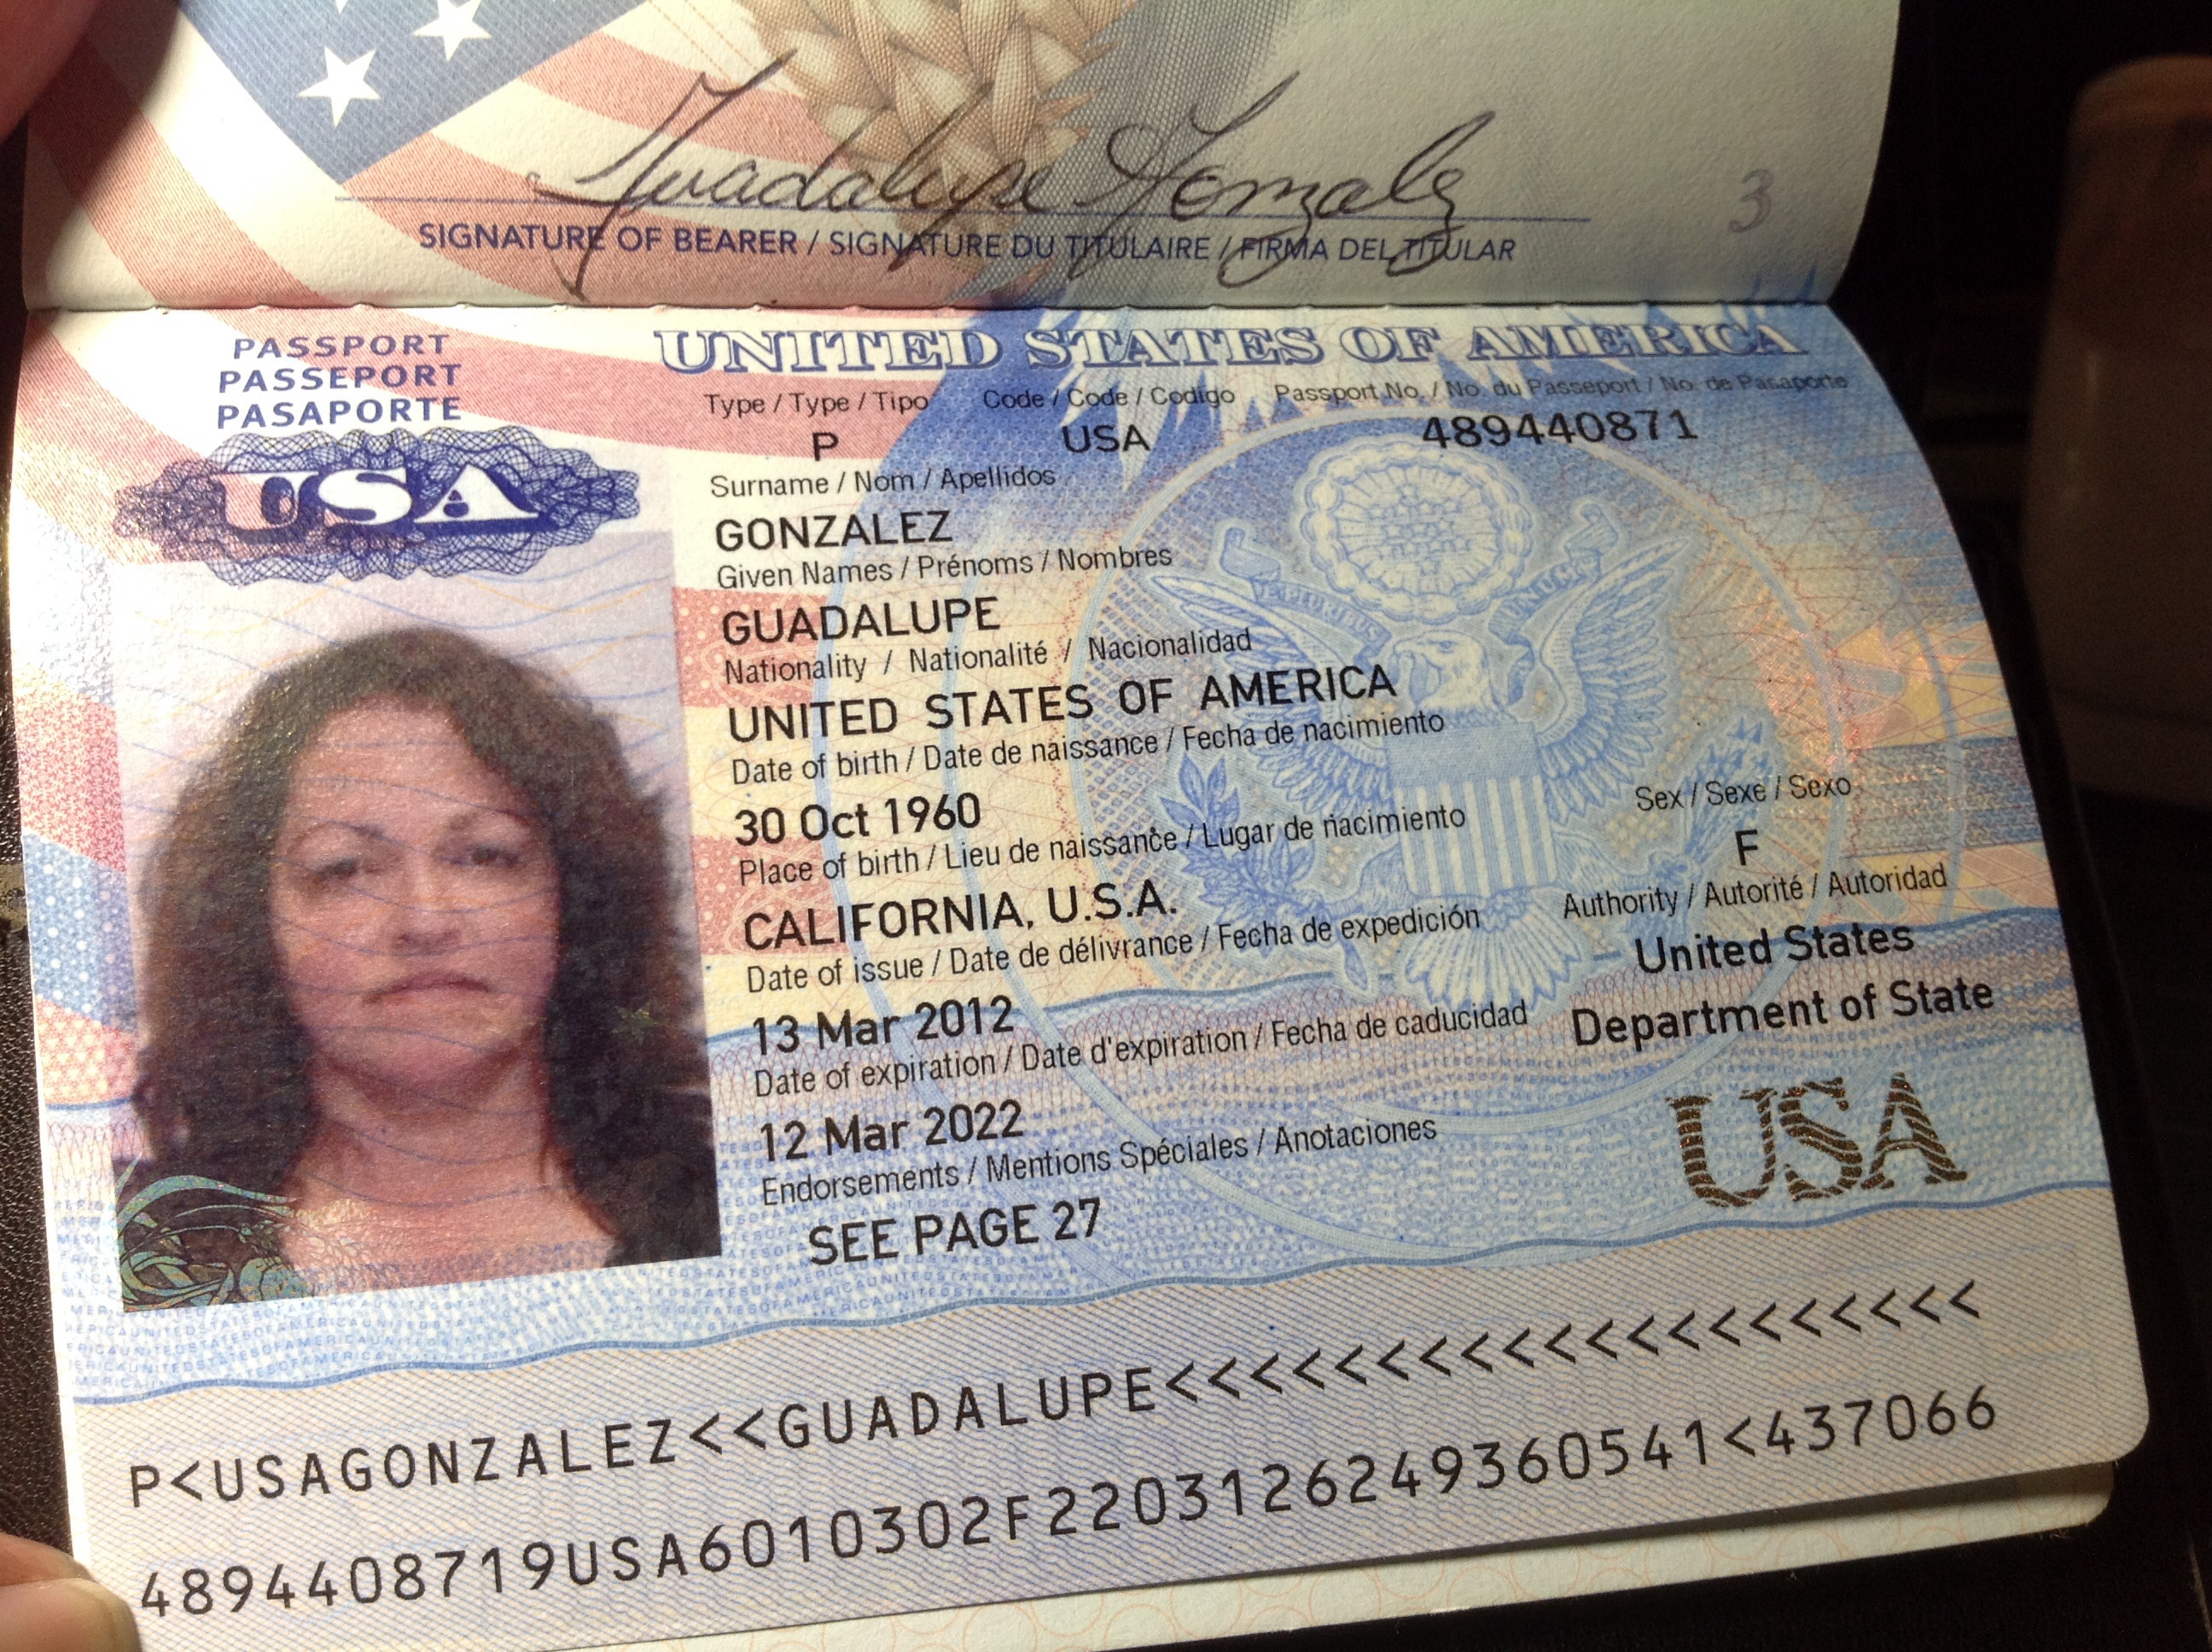 Guadalupe Gonzalez
3
SIGNATURE OF BEARER / SIGNATURE DU TITULAIRE / FIRMA DEL TITULAR
PASSPORT
PASSEPORT
PASAPORTE
USA
UNITED STATES OF AMERICA
Type / Type / Tipo Code / Code / Codigo Passport No. / No. du Passeport / No. de Pasaporte
P USA 489440871
Surname / Nom / Apellidos
GONZALEZ
Given Names / Prénoms / Nombres
GUADALUPE
Nationality / Nationalité / Nacionalidad
UNITED STATES OF AMERICA
Date of birth / Date de naissance / Fecha de nacimiento
30 Oct 1960
Place of birth / Lieu de naissance / Lugar de nacimiento
CALIFORNIA, U.S.A.
Sex / Sexe / Sexo
F
Date of issue / Date de délivrance / Fecha de expedición
13 Mar 2012
Authority / Autorité / Autoridad
United States
Department of State
Date of expiration / Date d'expiration / Fecha de caducidad
12 Mar 2022
Endorsements / Mentions Spéciales / Anotaciones
SEE PAGE 27
USA
P<USAGONZALEZ<<GUADALUPE<<<<<<<<<<<<<<<<<<<<
4894408719USA6010302F2203126249360541<437066